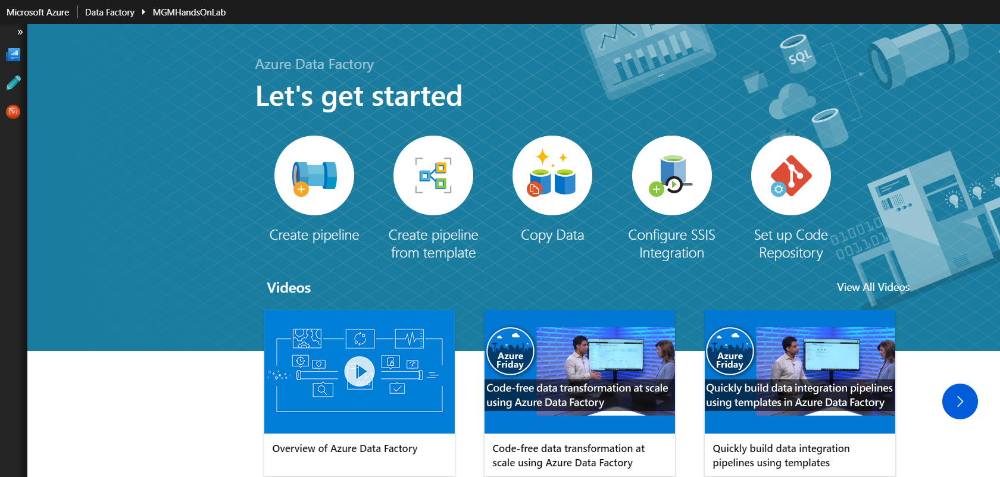 Microsoft Azure Data Factory MGMHandsOnLab
»
Azure Data Factory
Let's get started
SQL
Create pipeline
Create pipeline
from template
Copy Data
Configure SSIS
Integration
Set up Code
Repository
010010
001101
Videos
View All Videos
Azure
Friday
Code-free data transformation at scale
using Azure Data Factory
Azure
Friday
Quickly build data integration pipelines
using templates in Azure Data Factory
Overview of Azure Data Factory
Code-free data transformation at
scale using Azure Data Factory
Quickly build data integration
pipelines using templates